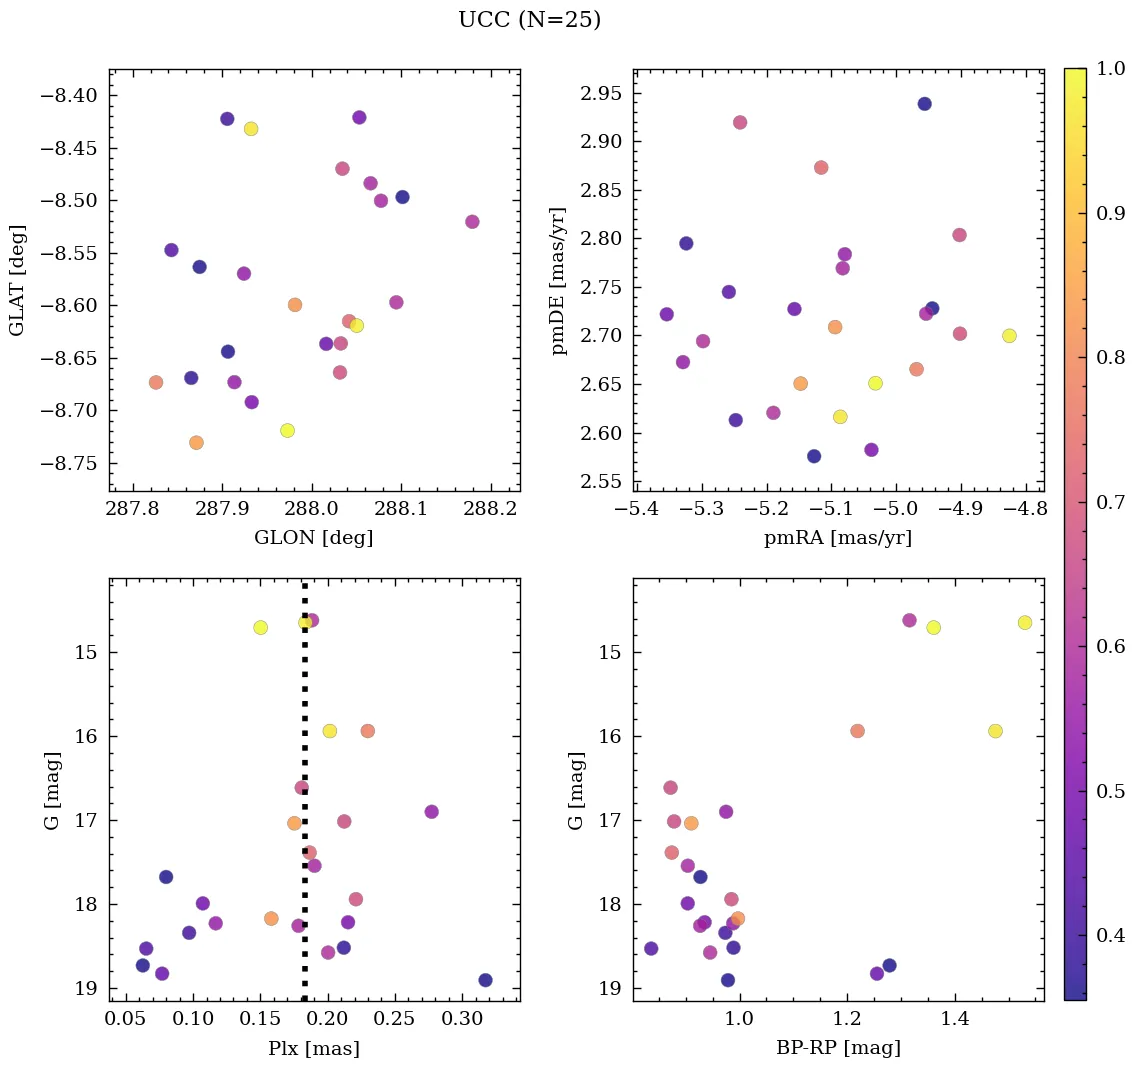 UCC (N=25)
−8.40
−8.45
−8.50
−8.55
−8.60
−8.65
−8.70
−8.75
GLAT [deg]
287.8 287.9 288.0 288.1 288.2
GLON [deg]
2.95
2.90
2.85
2.80
2.75
2.70
2.65
2.60
2.55
pmDE [mas/yr]
−5.4 −5.3 −5.2 −5.1 −5.0 −4.9 −4.8
pmRA [mas/yr]
15
16
17
18
19
G [mag]
0.05 0.10 0.15 0.20 0.25 0.30
Plx [mas]
15
16
17
18
19
G [mag]
1.0 1.2 1.4
BP-RP [mag]
1.0
0.9
0.8
0.7
0.6
0.5
0.4